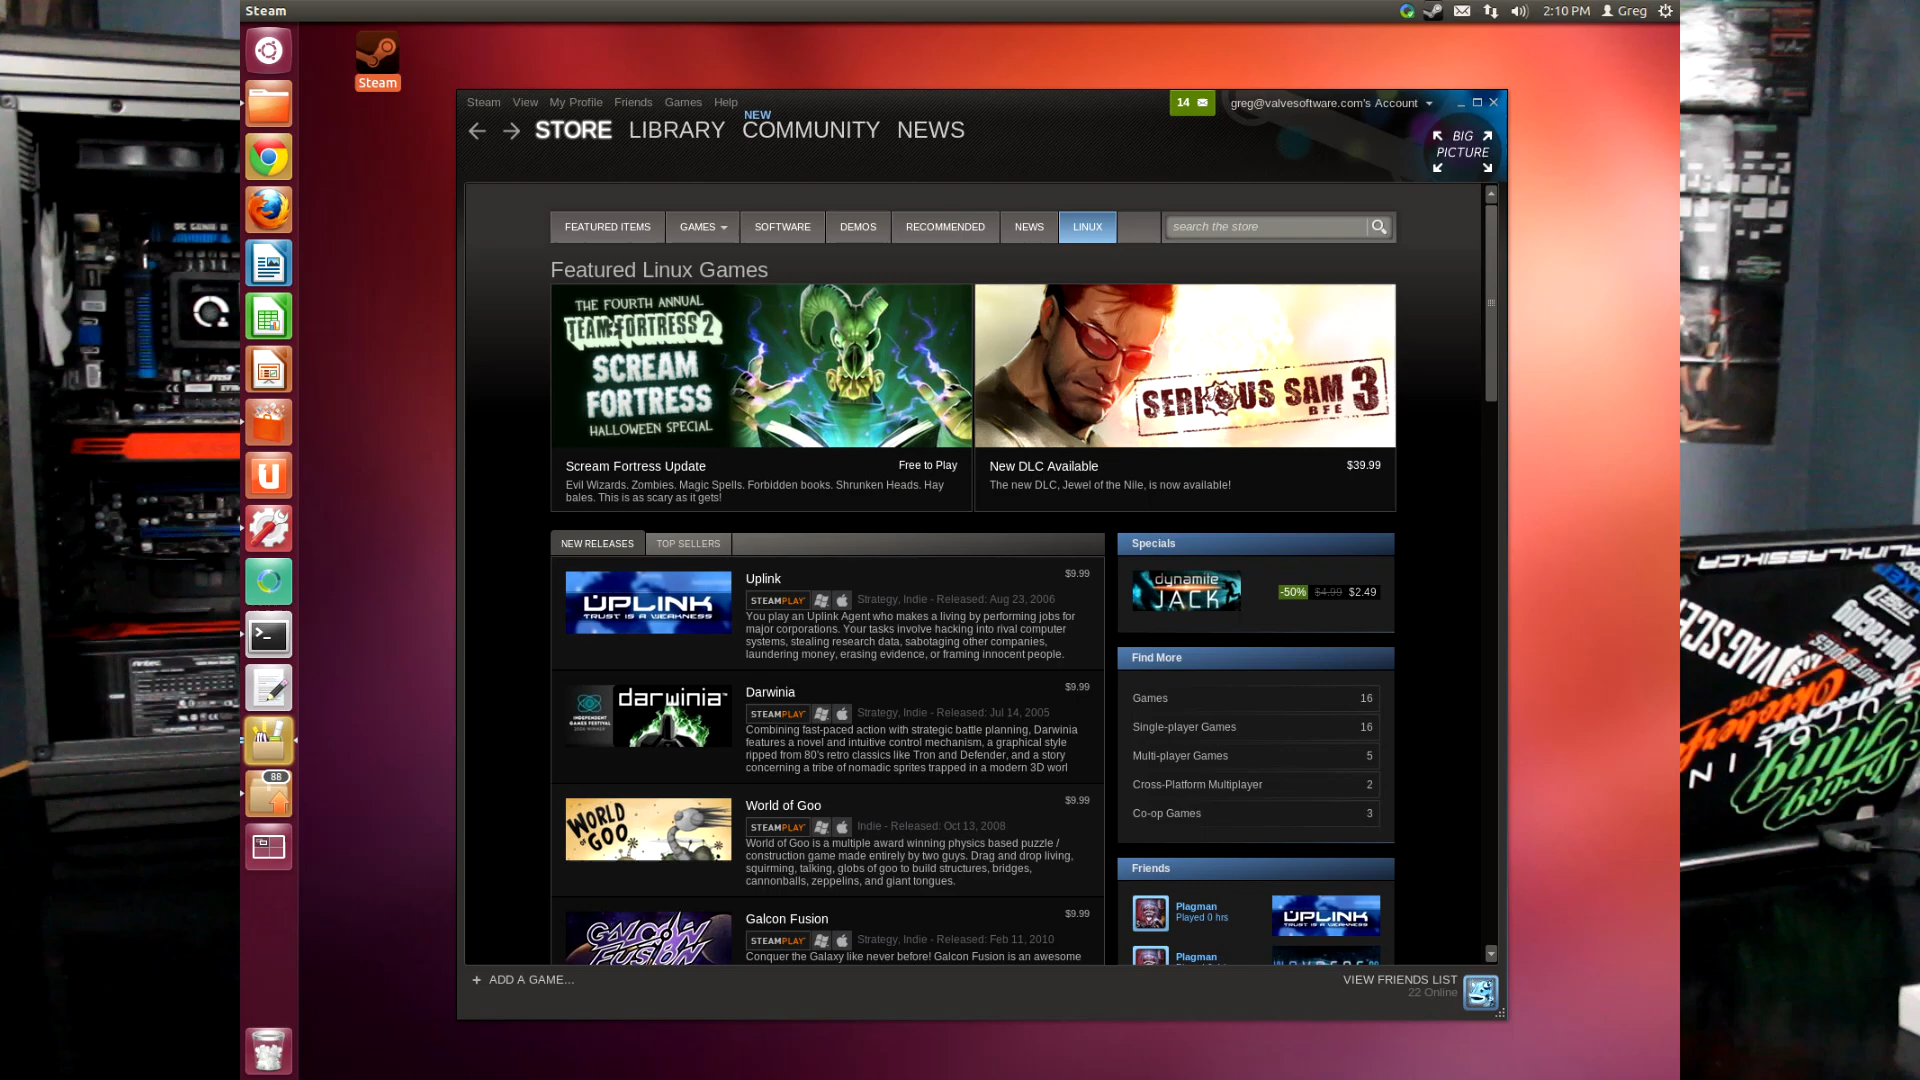 Steam
2:10 PM Greg
Steam
Steam View My Profile Friends Games Help
14
greg@valvesoftware.com's Account
NEW
STORE LIBRARY COMMUNITY NEWS
BIG
PICTURE
FEATURED ITEMS GAMES SOFTWARE DEMOS RECOMMENDED NEWS LINUX
search the store
Featured Linux Games
THE FOURTH ANNUAL
TEAM FORTRESS 2
SCREAM
FORTRESS
HALLOWEEN SPECIAL
SERIOUS SAM 3
BFE
Scream Fortress Update Free to Play
Evil Wizards. Zombies. Magic Spells. Forbidden books. Shrunken Heads. Hay
bales. This is as scary as it gets!
New DLC Available $39.99
The new DLC, Jewel of the Nile, is now available!
NEW RELEASES TOP SELLERS
UPLINK
TRUST IS A WEAKNESS
Uplink $9.99
STEAMPLAY Strategy, Indie - Released: Aug 23, 2006
You play an Uplink Agent who makes a living by performing jobs for
major corporations. Your tasks involve hacking into rival computer
systems, stealing research data, sabotaging other companies,
laundering money, erasing evidence, or framing innocent people.
darwinia
INDEPENDENT
GAMES FESTIVAL
Darwinia $9.99
STEAMPLAY Strategy, Indie - Released: Jul 14, 2005
Combining fast-paced action with strategic battle planning, Darwinia
features a novel and intuitive control mechanism, a graphical style
ripped from 80's retro classics like Tron and Defender, and a story
concerning a tribe of nomadic sprites trapped in a modern 3D worl
WORLD
OF
GOO
World of Goo $9.99
STEAMPLAY Indie - Released: Oct 13, 2008
World of Goo is a multiple award winning physics based puzzle /
construction game made entirely by two guys. Drag and drop living,
squirming, talking, globs of goo to build structures, bridges,
cannonballs, zeppelins, and giant tongues.
GALCON
FUSION
Galcon Fusion $9.99
STEAMPLAY Strategy, Indie - Released: Feb 11, 2010
Conquer the Galaxy like never before! Galcon Fusion is an awesome
Specials
dynamite
JACK
-50% $4.99 $2.49
Find More
Games 16
Single-player Games 16
Multi-player Games 5
Cross-Platform Multiplayer 2
Co-op Games 3
Friends
Plagman
Played 0 hrs
UPLINK
TRUST IS A WEAKNESS
Plagman
+ ADD A GAME...
VIEW FRIENDS LIST
22 Online
88
Antec